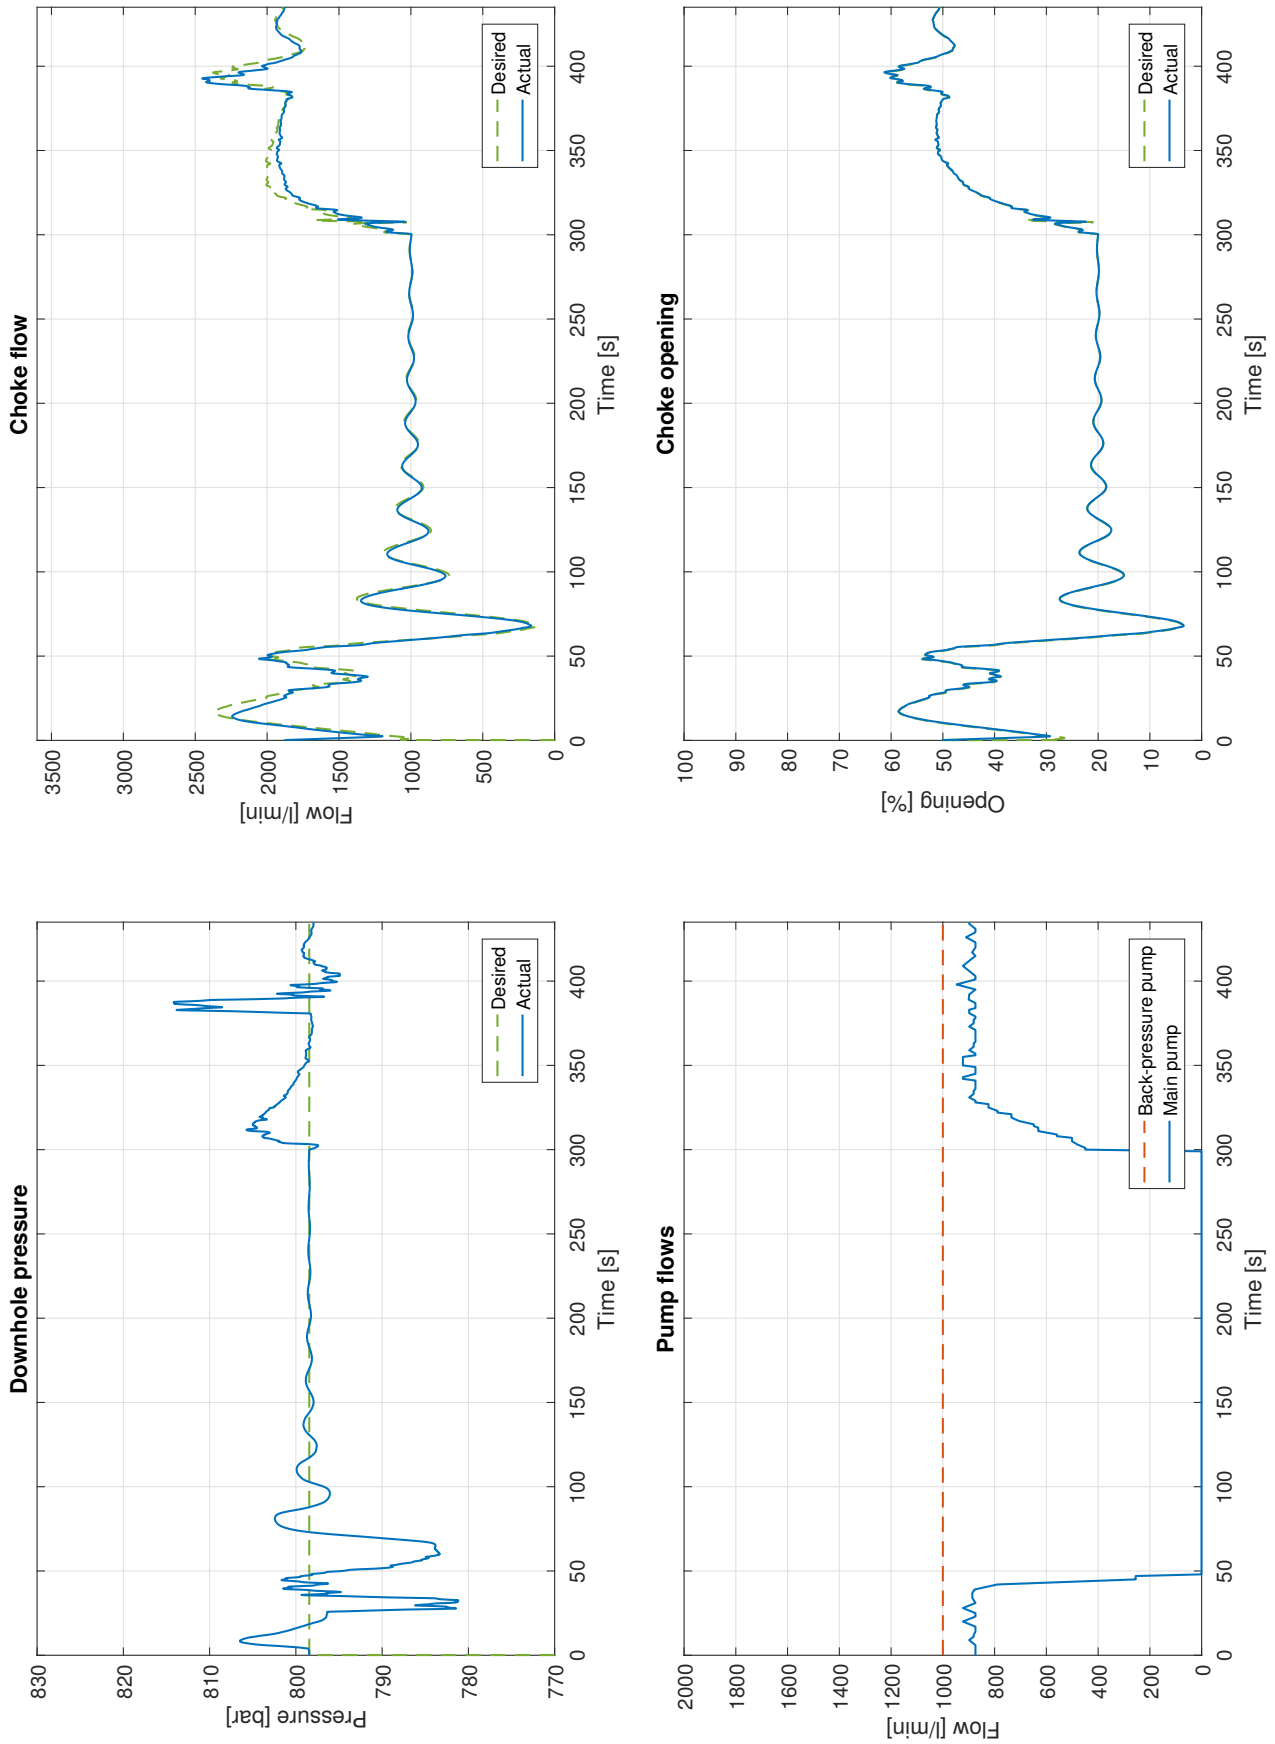 Downhole pressure
Pressure [bar]
830
820
810
800
790
780
770
0 50 100 150 200 250 300 350 400
Time [s]
Desired
Actual
Choke flow
Flow [l/min]
3500
3000
2500
2000
1500
1000
500
0
0 50 100 150 200 250 300 350 400
Time [s]
Desired
Actual
Pump flows
Flow [l/min]
2000
1800
1600
1400
1200
1000
800
600
400
200
0
0 50 100 150 200 250 300 350 400
Time [s]
Back-pressure pump
Main pump
Choke opening
Opening [%]
100
90
80
70
60
50
40
30
20
10
0
0 50 100 150 200 250 300 350 400
Time [s]
Desired
Actual